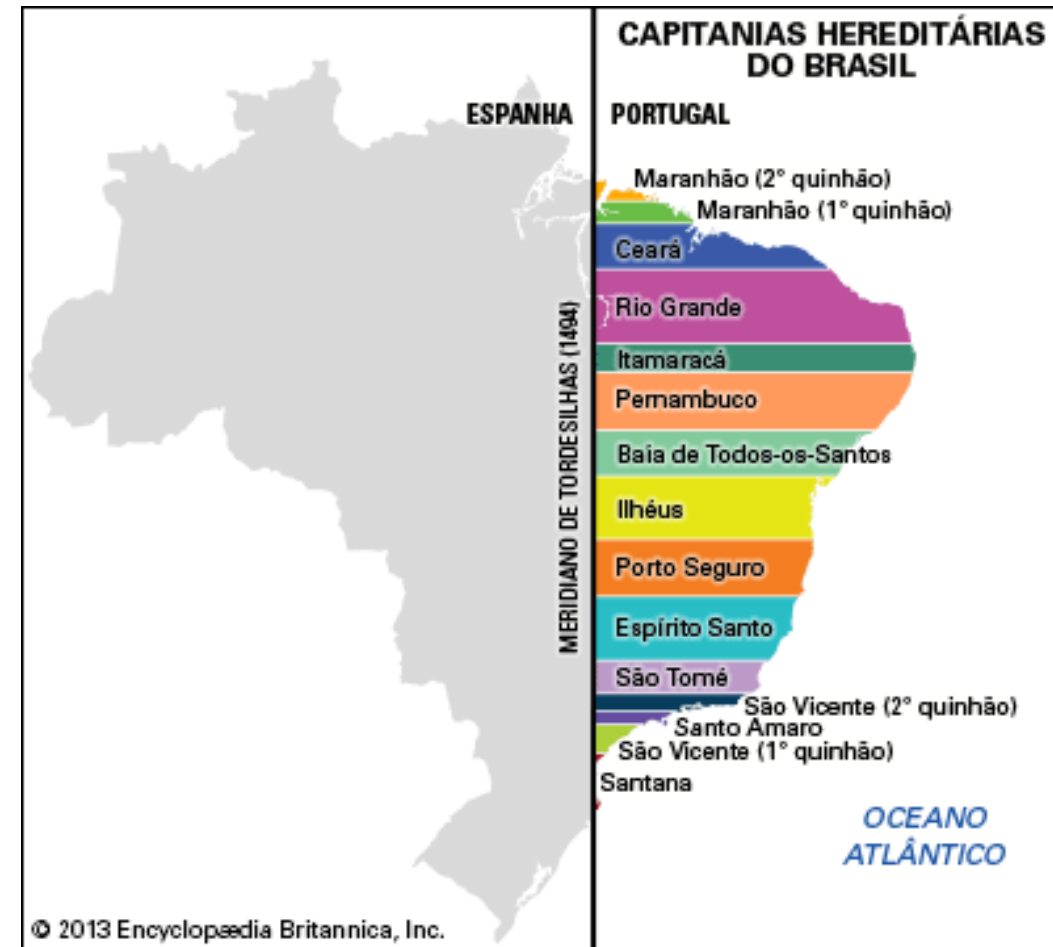 CAPITANIAS HEREDITÁRIAS
DO BRASIL
ESPANHA
PORTUGAL
MERIDIANO DE TORDESILHAS (1494)
Maranhão (2° quinhão)
Maranhão (1° quinhão)
Ceará
Rio Grande
Itamaracá
Pernambuco
Baía de Todos-os-Santos
Ilhéus
Porto Seguro
Espírito Santo
São Tomé
São Vicente (2° quinhão)
Santo Amaro
São Vicente (1° quinhão)
Santana
OCEANO
ATLÂNTICO
© 2013 Encyclopædia Britannica, Inc.